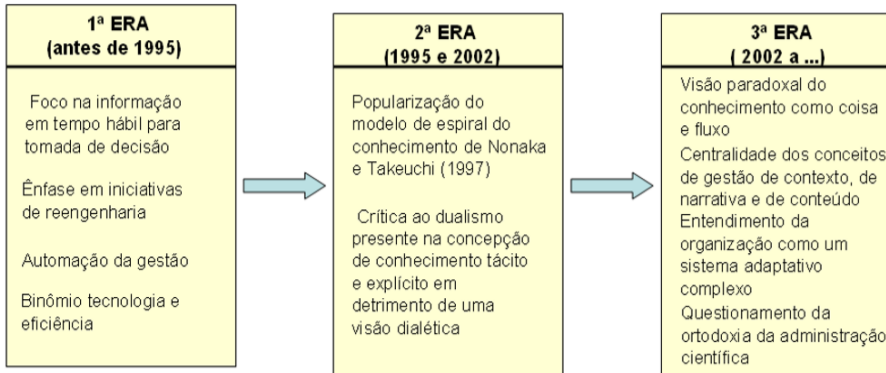 1ª ERA
(antes de 1995)
Foco na informação
em tempo hábil para
tomada de decisão
Ênfase em iniciativas
de reengenharia
Automação da gestão
Binômio tecnologia e
eficiência
2ª ERA
(1995 e 2002)
Popularização do
modelo de espiral do
conhecimento de Nonaka
e Takeuchi (1997)
Crítica ao dualismo
presente na concepção
de conhecimento tácito
e explícito em
detrimento de uma
visão dialética
3ª ERA
( 2002 a ...)
Visão paradoxal do
conhecimento como coisa
e fluxo
Centralidade dos conceitos
de gestão de contexto, de
narrativa e de conteúdo
Entendimento da
organização como um
sistema adaptativo
complexo
Questionamento da
ortodoxia da administração
científica